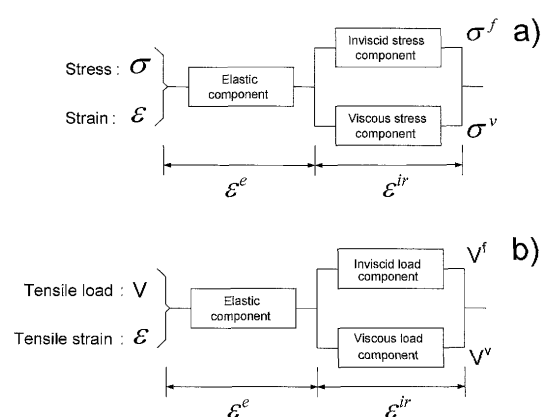 σ^f a)
Inviscid stress
component
Stress : σ
Elastic
component
Strain : ε
Viscous stress
component
σ^v
ε^e ε^ir
V^f b)
Inviscid load
component
Tensile load : V
Elastic
component
Tensile strain : ε
Viscous load
component
V^v
ε^e ε^ir